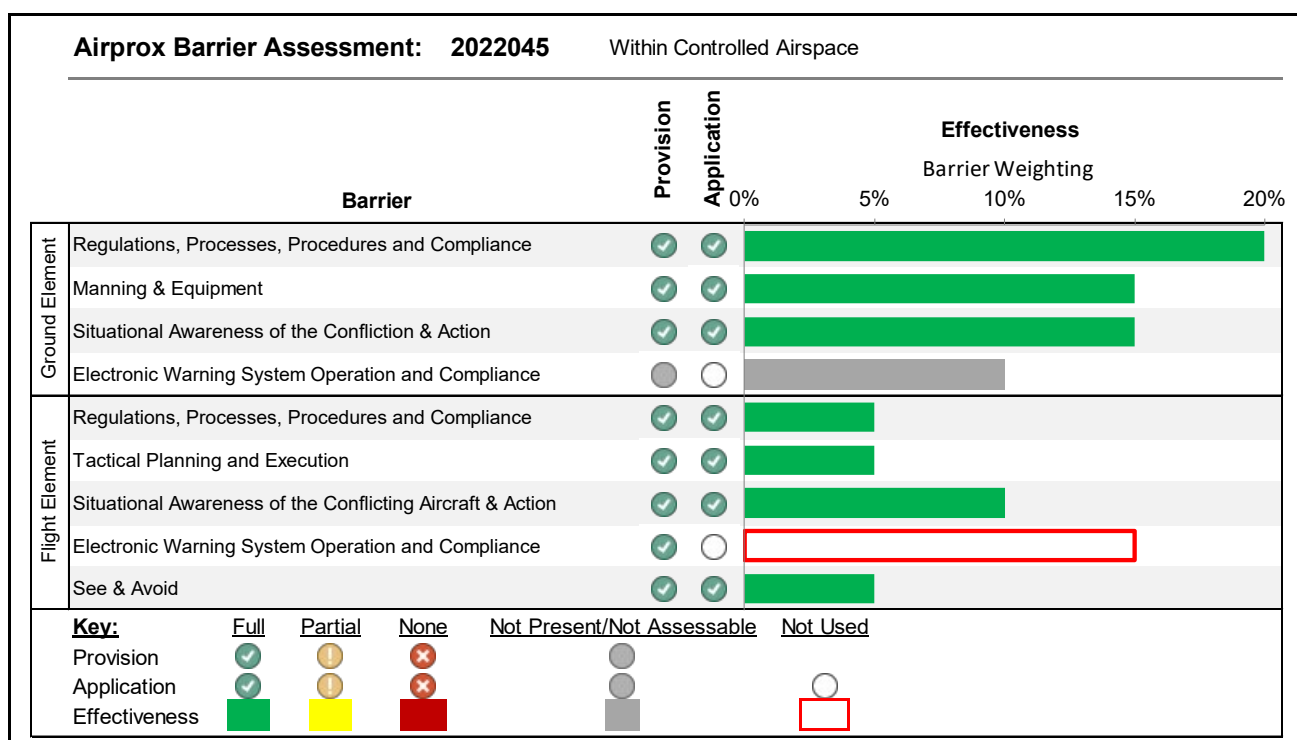 Airprox Barrier Assessment: 2022045 Within Controlled Airspace
Barrier
Provision
Application
Effectiveness
Barrier Weighting
0% 5% 10% 15% 20%
Ground Element
Regulations, Processes, Procedures and Compliance
Manning & Equipment
Situational Awareness of the Confliction & Action
Electronic Warning System Operation and Compliance
Flight Element
Regulations, Processes, Procedures and Compliance
Tactical Planning and Execution
Situational Awareness of the Conflicting Aircraft & Action
Electronic Warning System Operation and Compliance
See & Avoid
Key: Full Partial None Not Present/Not Assessable Not Used
Provision
Application
Effectiveness